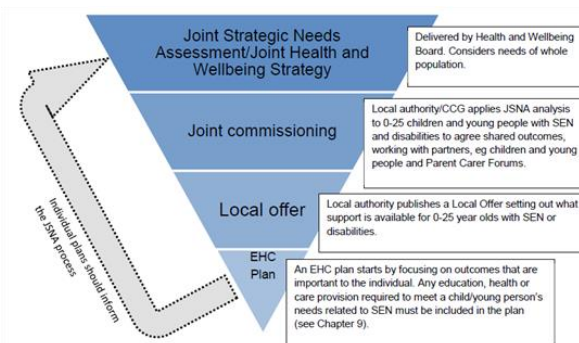 Joint Strategic Needs
Assessment/Joint Health and
Wellbeing Strategy
Delivered by Health and Wellbeing
Board. Considers needs of whole
population.
Joint commissioning
Local authority/CCG applies JSNA analysis
to 0-25 children and young people with SEN
and disabilities to agree shared outcomes,
working with partners, eg children and young
people and Parent Carer Forums.
Local offer
Local authority publishes a Local Offer setting out what
support is available for 0-25 year olds with SEN or
disabilities.
EHC
Plan
An EHC plan starts by focusing on outcomes that are
important to the individual. Any education, health or
care provision required to meet a child/young person's
needs related to SEN must be included in the plan
(see Chapter 9).
Individual plans should inform
the JSNA process